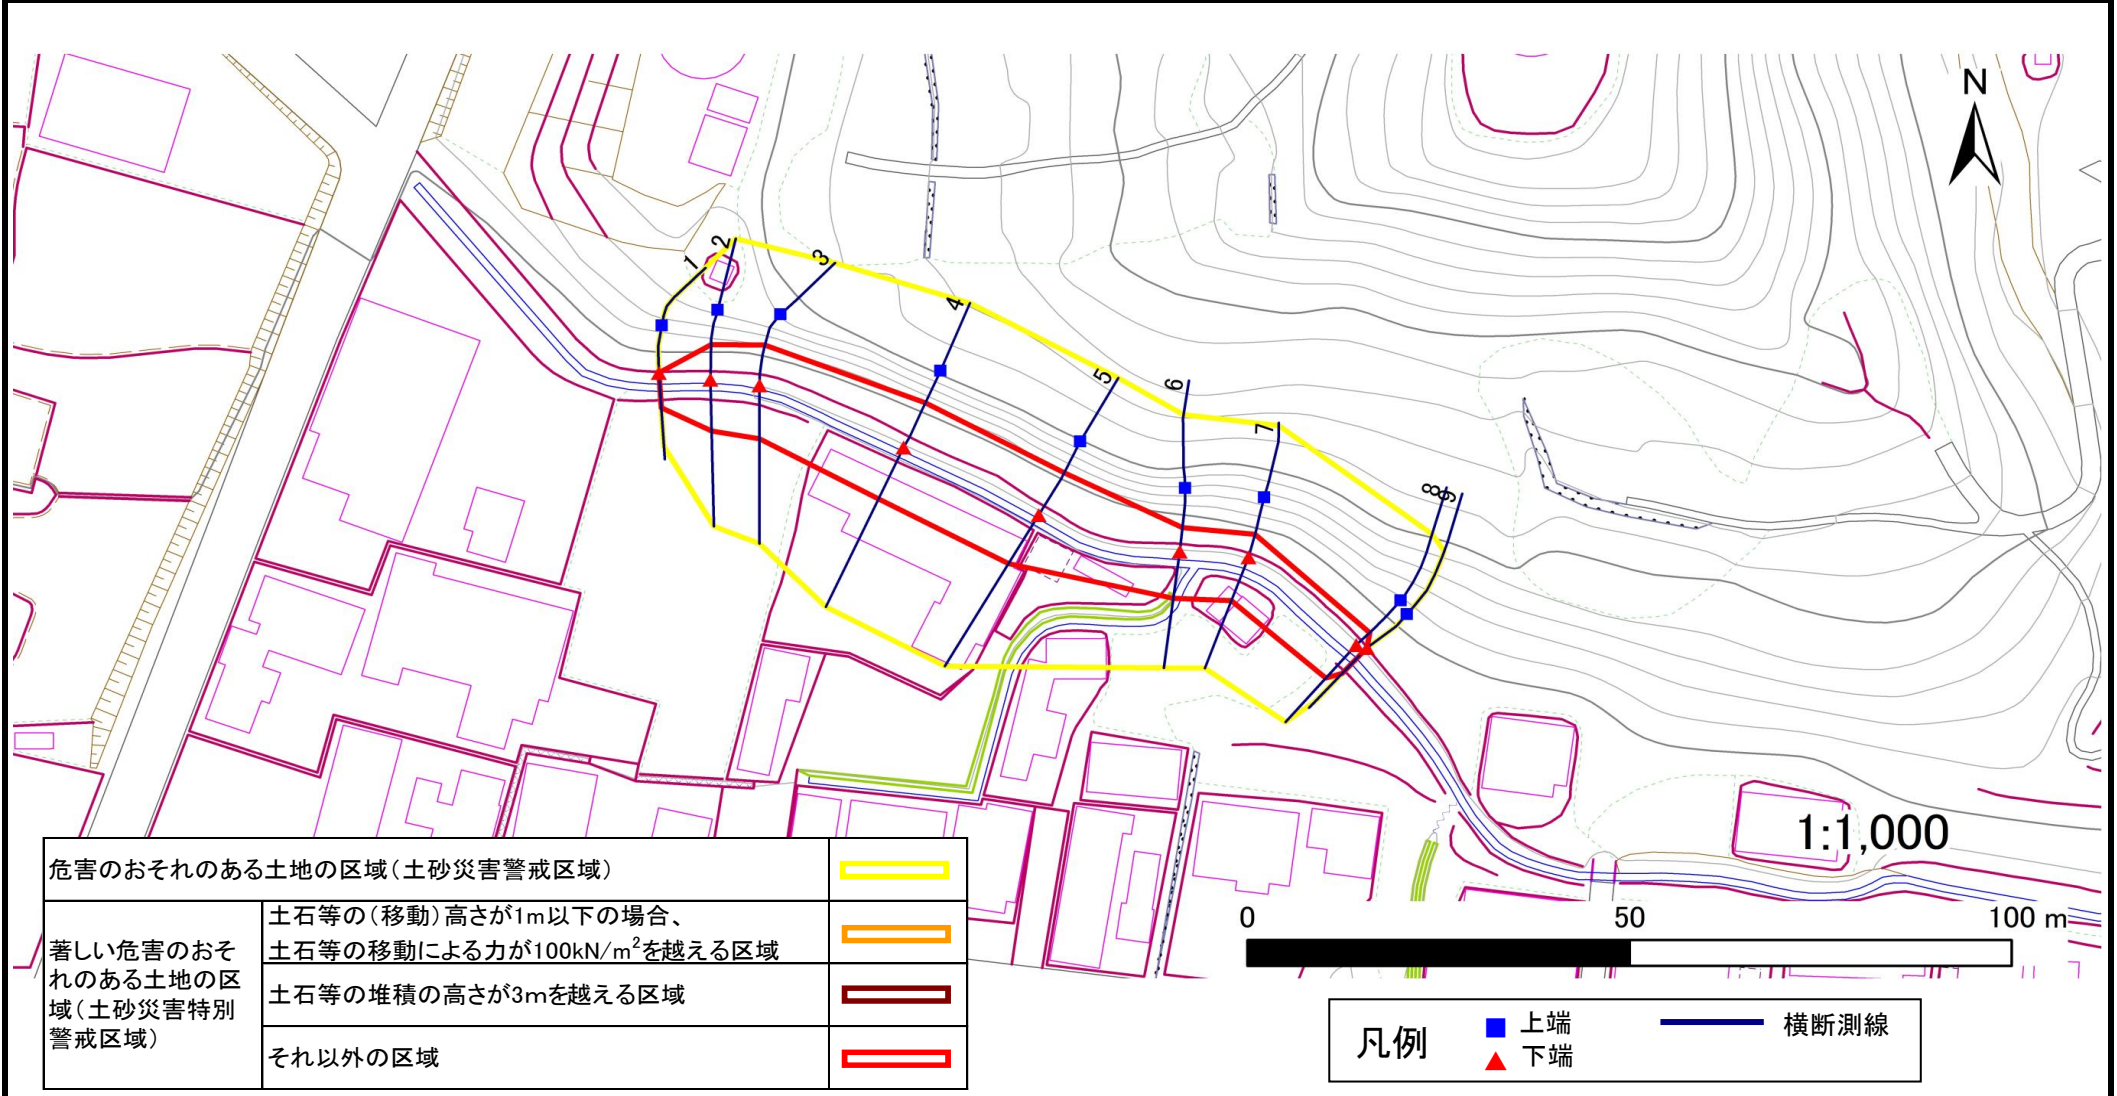 N
1
2
3
4
5
6
7
8
9
1:1,000
0 50 100 m
危害のおそれのある土地の区域（土砂災害警戒区域）
著しい危害のおそ
れのある土地の区
域（土砂災害特別
警戒区域）
土石等の（移動）高さが1m以下の場合、
土石等の移動による力が100kN/m²を越える区域
土石等の堆積の高さが3mを越える区域
それ以外の区域
凡例
上端
下端
横断測線